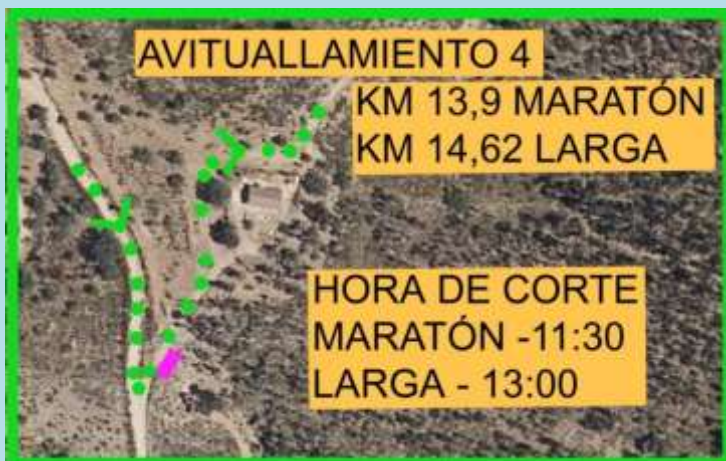 AVITUALLAMIENTO 4
KM 13,9 MARATÓN
KM 14,62 LARGA
HORA DE CORTE
MARATÓN -11:30
LARGA - 13:00